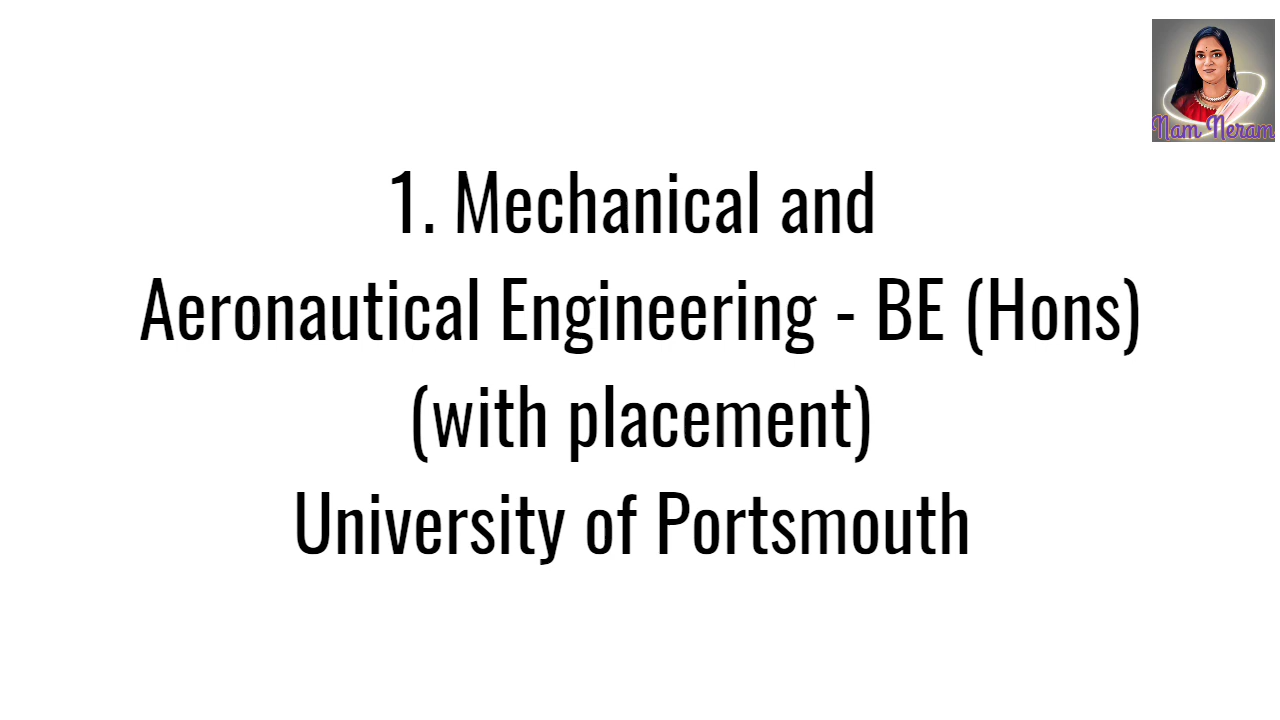 Nam Neram
1. Mechanical and
Aeronautical Engineering - BE (Hons)
(with placement)
University of Portsmouth